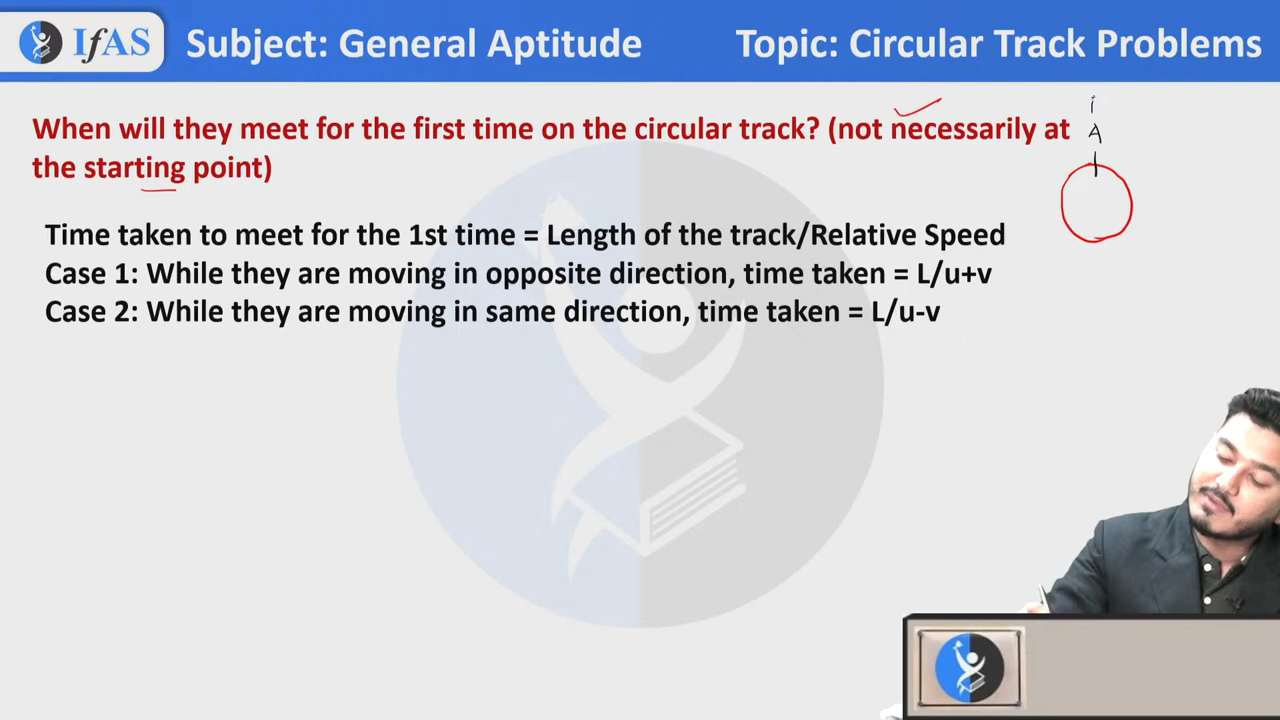 IfAS
Subject: General Aptitude
Topic: Circular Track Problems
When will they meet for the first time on the circular track? (not necessarily at
the starting point)
i
A
Time taken to meet for the 1st time = Length of the track/Relative Speed
Case 1: While they are moving in opposite direction, time taken = L/u+v
Case 2: While they are moving in same direction, time taken = L/u-v